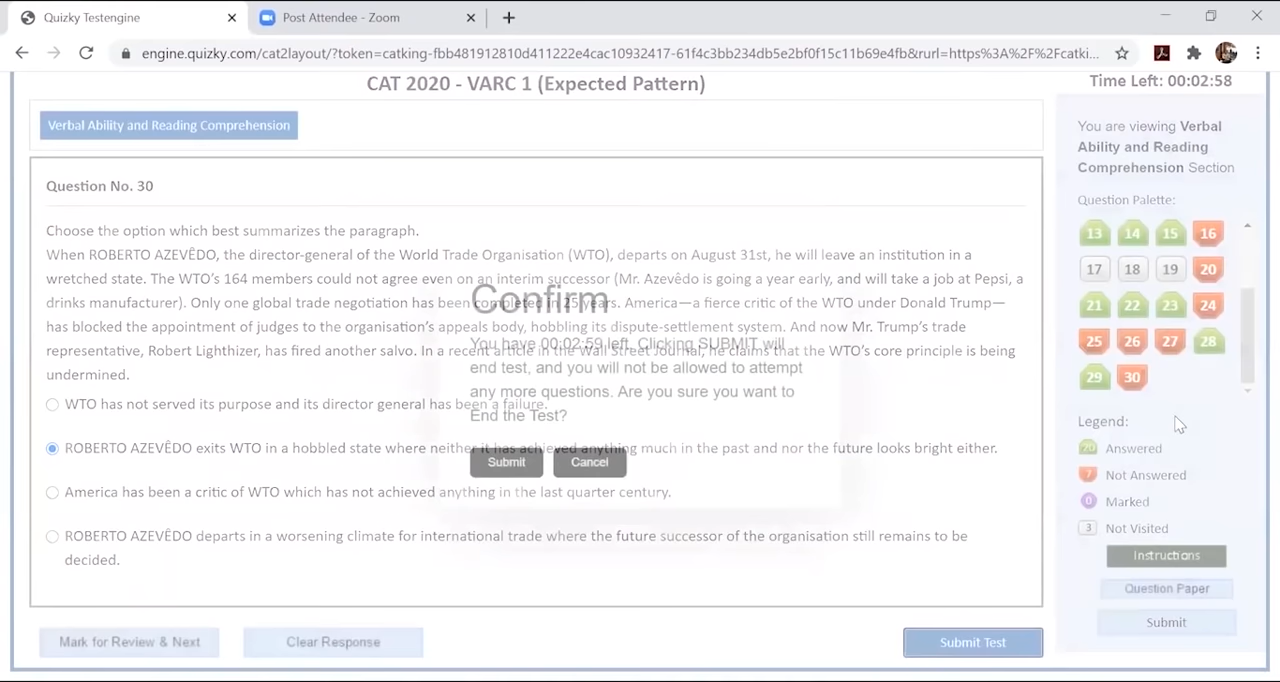 Quizky Testengine
Post Attendee - Zoom
engine.quizky.com/cat2layout/?token=catking-fbb481912810d411222e4cac10932417-61f4c3bb234db5e2bf0f15c11b69e4fb&rurl=https%3A%2F%2Fcatki...
CAT 2020 - VARC 1 (Expected Pattern)
Time Left: 00:02:58
Verbal Ability and Reading Comprehension
You are viewing Verbal
Ability and Reading
Comprehension Section
Question Palette:
13 14 15 16
17 18 19 20
21 22 23 24
25 26 27 28
29 30
Legend:
20 Answered
7 Not Answered
0 Marked
3 Not Visited
Instructions
Question Paper
Submit
Question No. 30
Choose the option which best summarizes the paragraph.
When ROBERTO AZEVÊDO, the director-general of the World Trade Organisation (WTO), departs on August 31st, he will leave an institution in a
wretched state. The WTO's 164 members could not agree even on an interim successor (Mr. Azevêdo is going a year early, and will take a job at Pepsi, a
drinks manufacturer). Only one global trade negotiation has been completed in 25 years. America—a fierce critic of the WTO under Donald Trump—
has blocked the appointment of judges to the organisation's appeals body, hobbling its dispute-settlement system. And now Mr. Trump's trade
representative, Robert Lighthizer, has fired another salvo. In a recent article in the Wall Street Journal, he claims that the WTO's core principle is being
undermined.
WTO has not served its purpose and its director general has been a failure.
ROBERTO AZEVÊDO exits WTO in a hobbled state where neither it has achieved anything much in the past and nor the future looks bright either.
America has been a critic of WTO which has not achieved anything in the last quarter century.
ROBERTO AZEVÊDO departs in a worsening climate for international trade where the future successor of the organisation still remains to be
decided.
Confirm
You have 00:02:59 left. Clicking SUBMIT will
end test, and you will not be allowed to attempt
any more questions. Are you sure you want to
End the Test?
Submit
Cancel
Mark for Review & Next
Clear Response
Submit Test